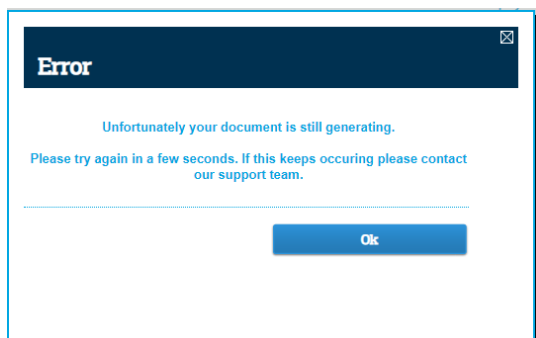 Error
Unfortunately your document is still generating.
Please try again in a few seconds. If this keeps occuring please contact
our support team.
Ok